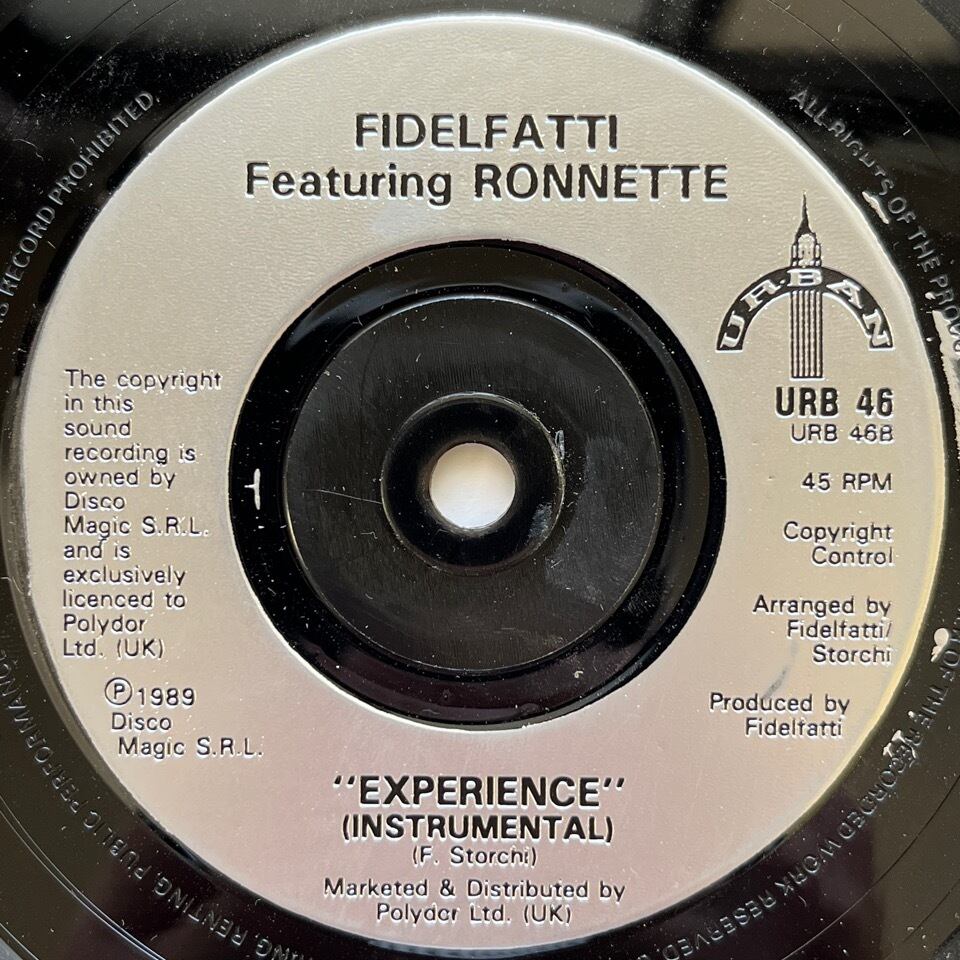 FIDELFATTI
Featuring RONNETTE
URBAN
URB 46
URB 46B
45 RPM
Copyright
Control
Arranged by
Fidelfatti/
Storchi
Produced by
Fidelfatti
The copyright
in this
sound
recording is
owned by
Disco
Magic S.R.L.
and is
exclusively
licenced to
Polydor
Ltd. (UK)
℗1989
Disco
Magic S.R.L.
"EXPERIENCE"
(INSTRUMENTAL)
(F. Storchi)
Marketed & Distributed by
Polydor Ltd. (UK)
ALL RIGHTS OF THE
OF THE RECORDED WORK RESERVED.
RENTING, PUBLIC PERFORMANCE
RECORD PROHIBITED